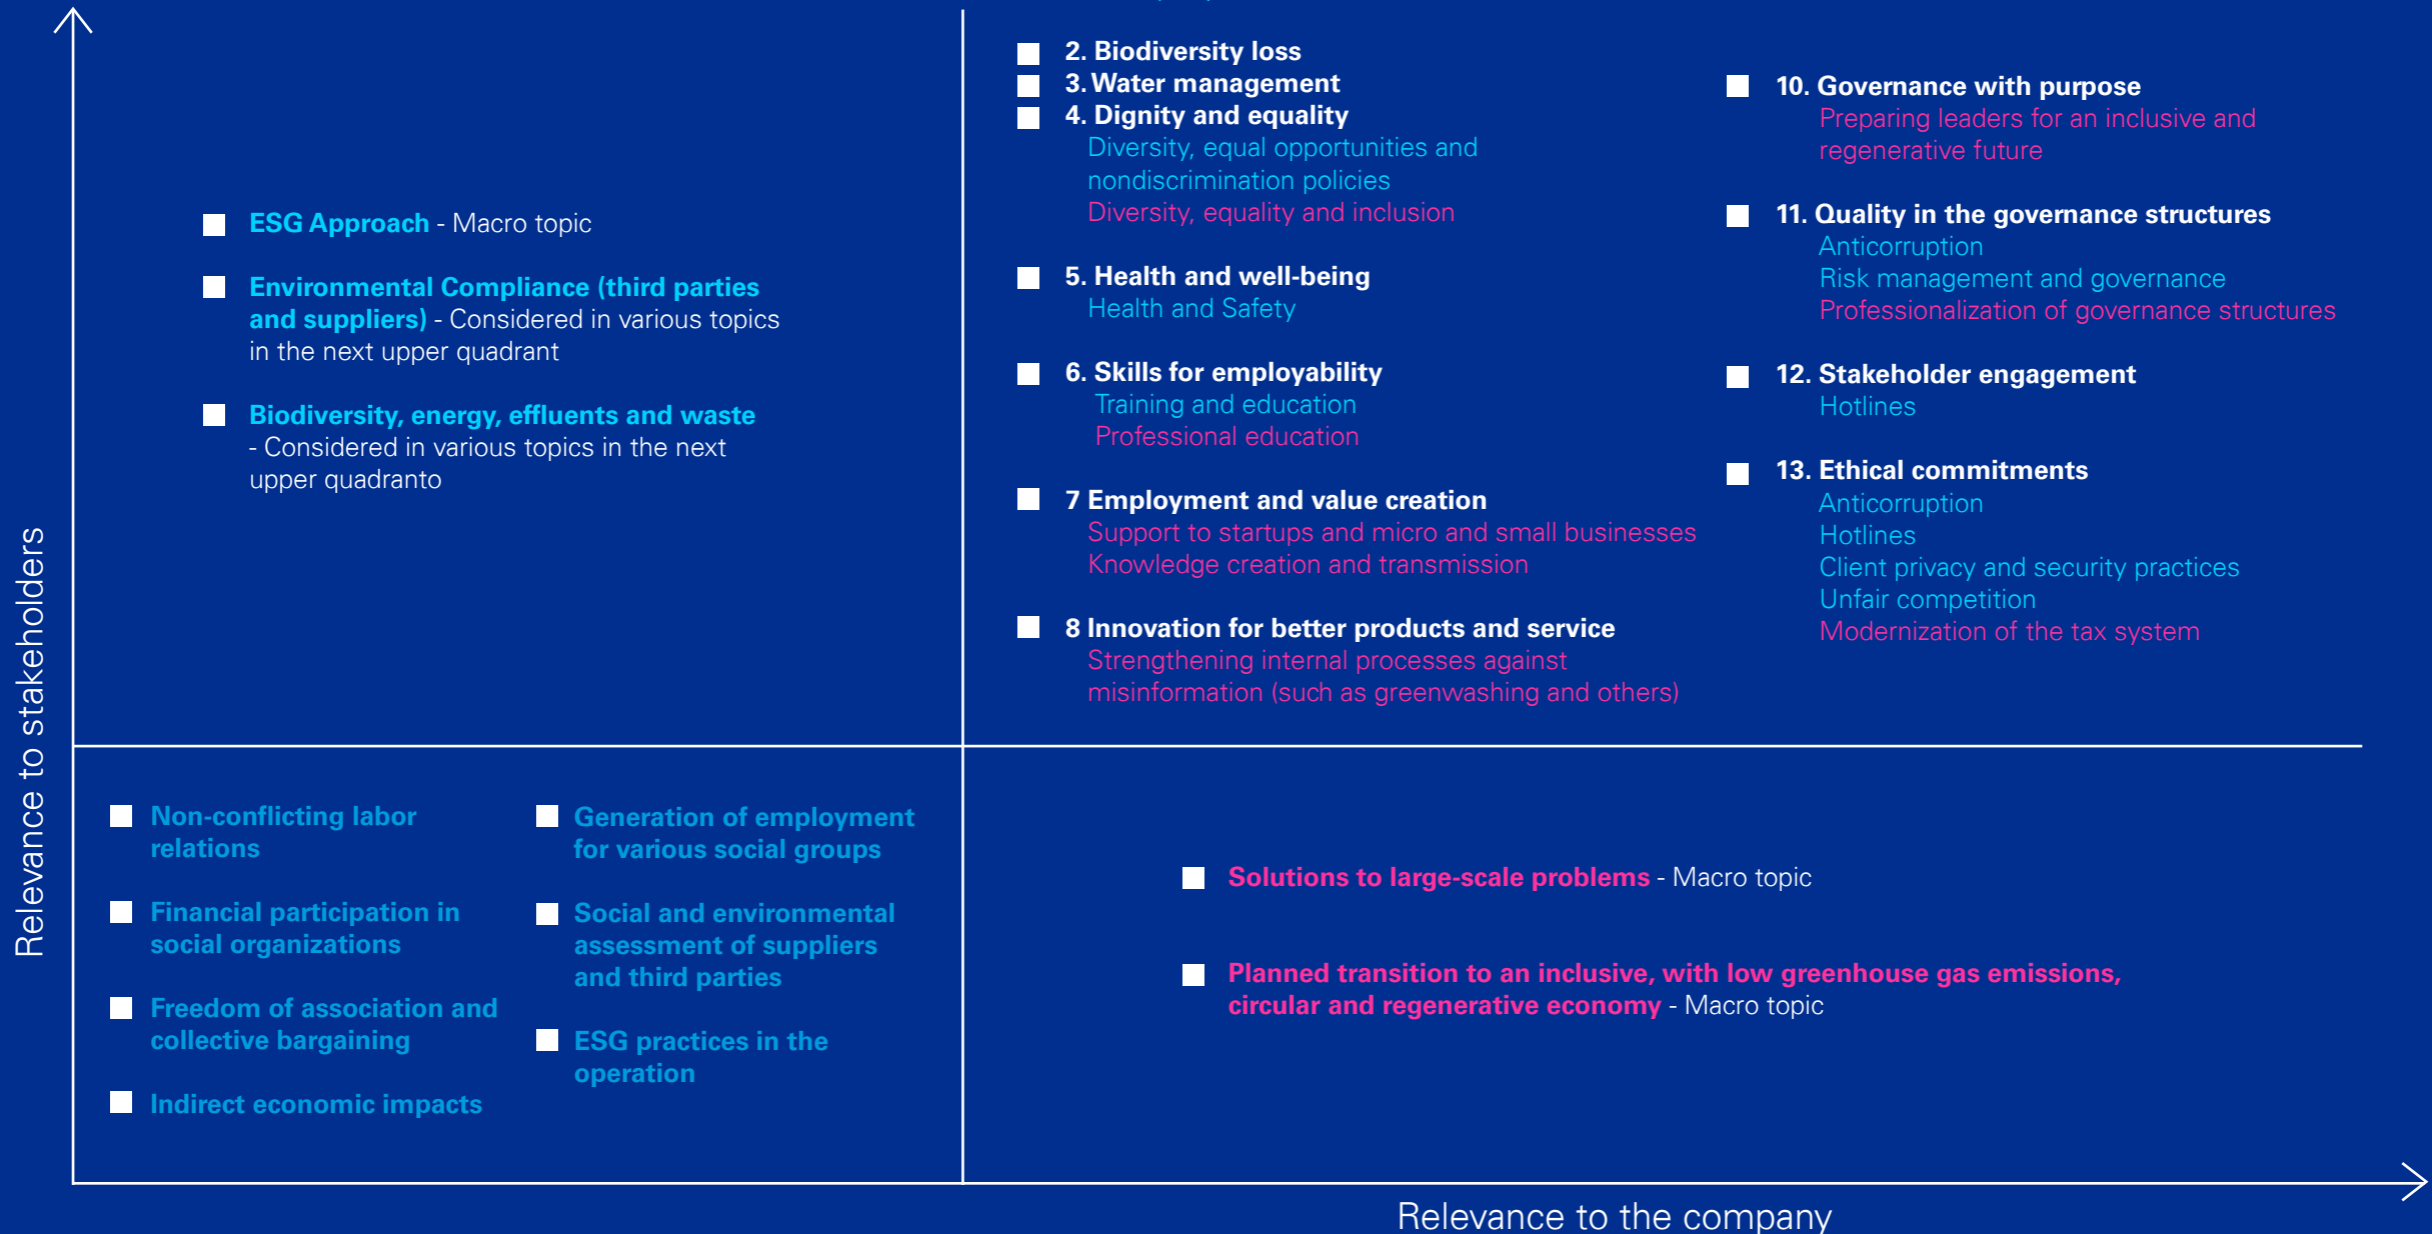 Relevance to stakeholders
ESG Approach - Macro topic
Environmental Compliance (third parties
and suppliers) - Considered in various topics
in the next upper quadrant
Biodiversity, energy, effluents and waste
- Considered in various topics in the next
upper quadranto
2. Biodiversity loss
3. Water management
4. Dignity and equality
Diversity, equal opportunities and
nondiscrimination policies
Diversity, equality and inclusion
5. Health and well-being
Health and Safety
6. Skills for employability
Training and education
Professional education
7 Employment and value creation
Support to startups and micro and small businesses
Knowledge creation and transmission
8 Innovation for better products and service
Strengthening internal processes against
misinformation (such as greenwashing and others)
10. Governance with purpose
Preparing leaders for an inclusive and
regenerative future
11. Quality in the governance structures
Anticorruption
Risk management and governance
Professionalization of governance structures
12. Stakeholder engagement
Hotlines
13. Ethical commitments
Anticorruption
Hotlines
Client privacy and security practices
Unfair competition
Modernization of the tax system
Non-conflicting labor
relations
Financial participation in
social organizations
Freedom of association and
collective bargaining
Indirect economic impacts
Generation of employment
for various social groups
Social and environmental
assessment of suppliers
and third parties
ESG practices in the
operation
Solutions to large-scale problems - Macro topic
Planned transition to an inclusive, with low greenhouse gas emissions,
circular and regenerative economy - Macro topic
Relevance to the company